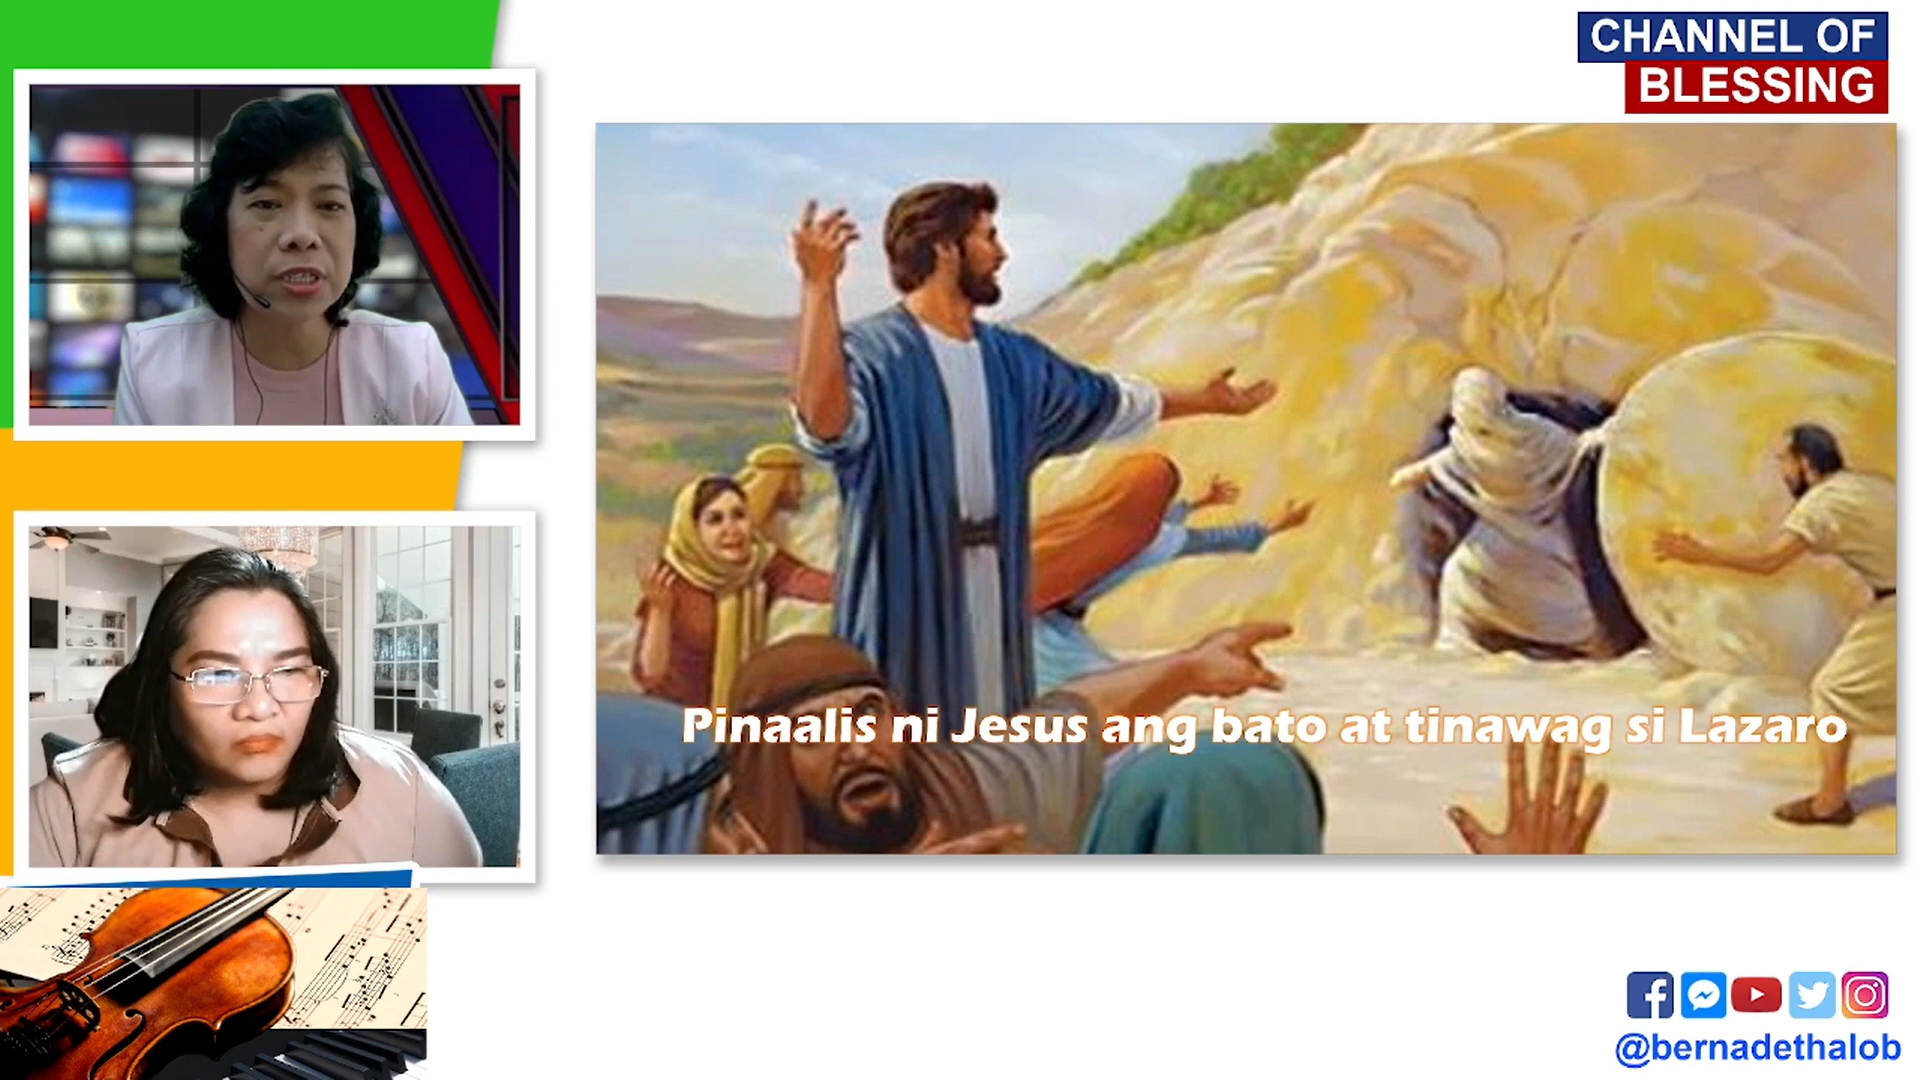 CHANNEL OF
BLESSING
Pinaalis ni Jesus ang bato at tinawag si Lazaro
@bernadethalob